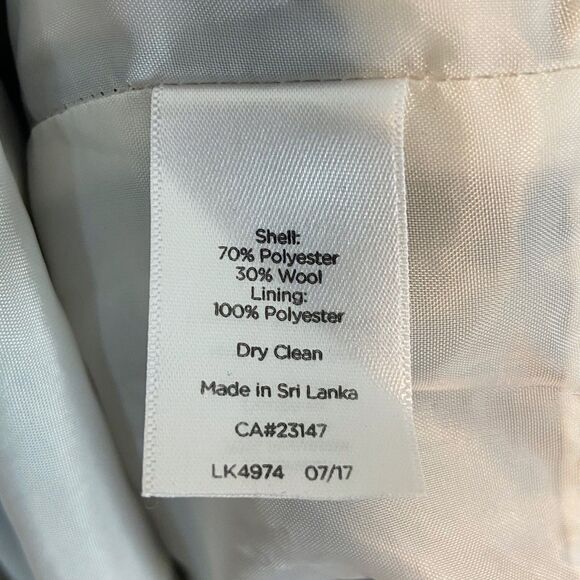 Shell:
70% Polyester
30% Wool
Lining:
100% Polyester
Dry Clean
Made in Sri Lanka
CA#23147
LK4974 07/17